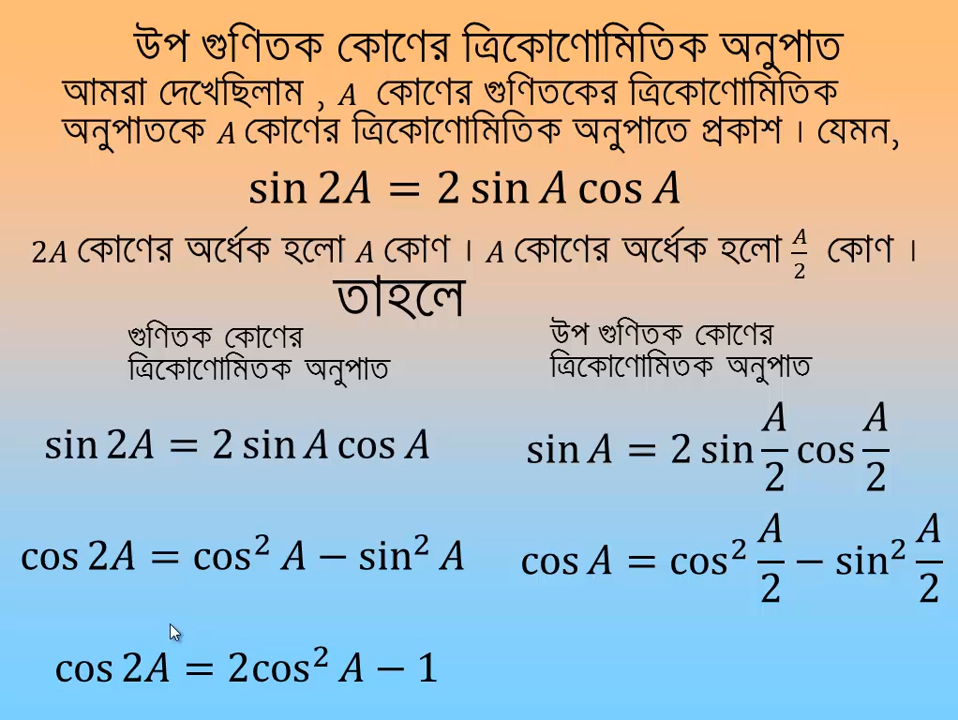 উপ গুণিতক কোণের ত্রিকোণোমিতিক অনুপাত
আমরা দেখেছিলাম , A কোণের গুণিতকের ত্রিকোণোমিতিক
অনুপাতকে A কোণের ত্রিকোণোমিতিক অনুপাতে প্রকাশ । যেমন,
sin 2A = 2 sin A cos A
2A কোণের অর্ধেক হলো A কোণ । A কোণের অর্ধেক হলো A/2 কোণ ।
তাহলে
গুণিতক কোণের
ত্রিকোণোমিতক অনুপাত
উপ গুণিতক কোণের
ত্রিকোণোমিতক অনুপাত
sin 2A = 2 sin A cos A
sin A = 2 sin A/2 cos A/2
cos 2A = cos² A − sin² A
cos A = cos² A/2 − sin² A/2
cos 2A = 2cos² A − 1